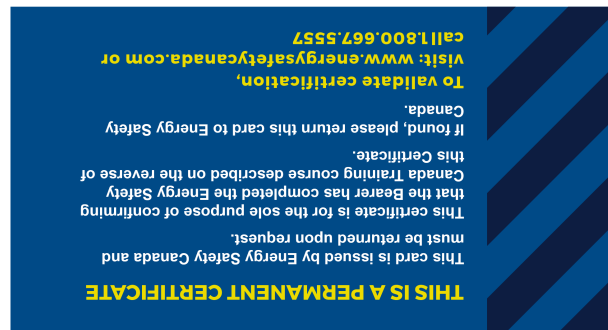 THIS IS A PERMANENT CERTIFICATE
This card is issued by Energy Safety Canada and
must be returned upon request.
This certificate is for the sole purpose of confirming
that the Bearer has completed the Energy Safety
Canada Training course described on the reverse of
this Certificate.
If found, please return this card to Energy Safety
Canada.
To validate certification,
visit: www.energysafetycanada.com or
call1.800.667.5557